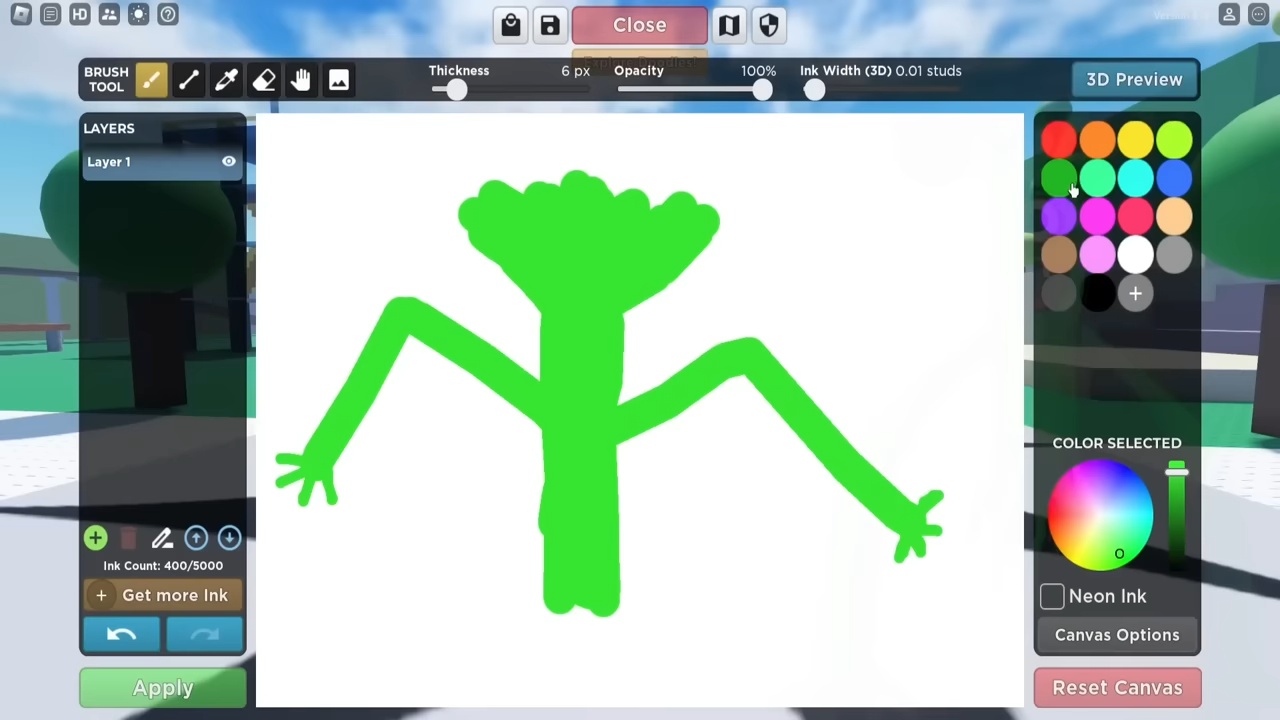 HD
Close
BRUSH
TOOL
Thickness
6 px
Opacity
100%
Ink Width (3D) 0.01 studs
3D Preview
LAYERS
Layer 1
COLOR SELECTED
Ink Count: 400/5000
+ Get more Ink
Neon Ink
Canvas Options
Apply
Reset Canvas